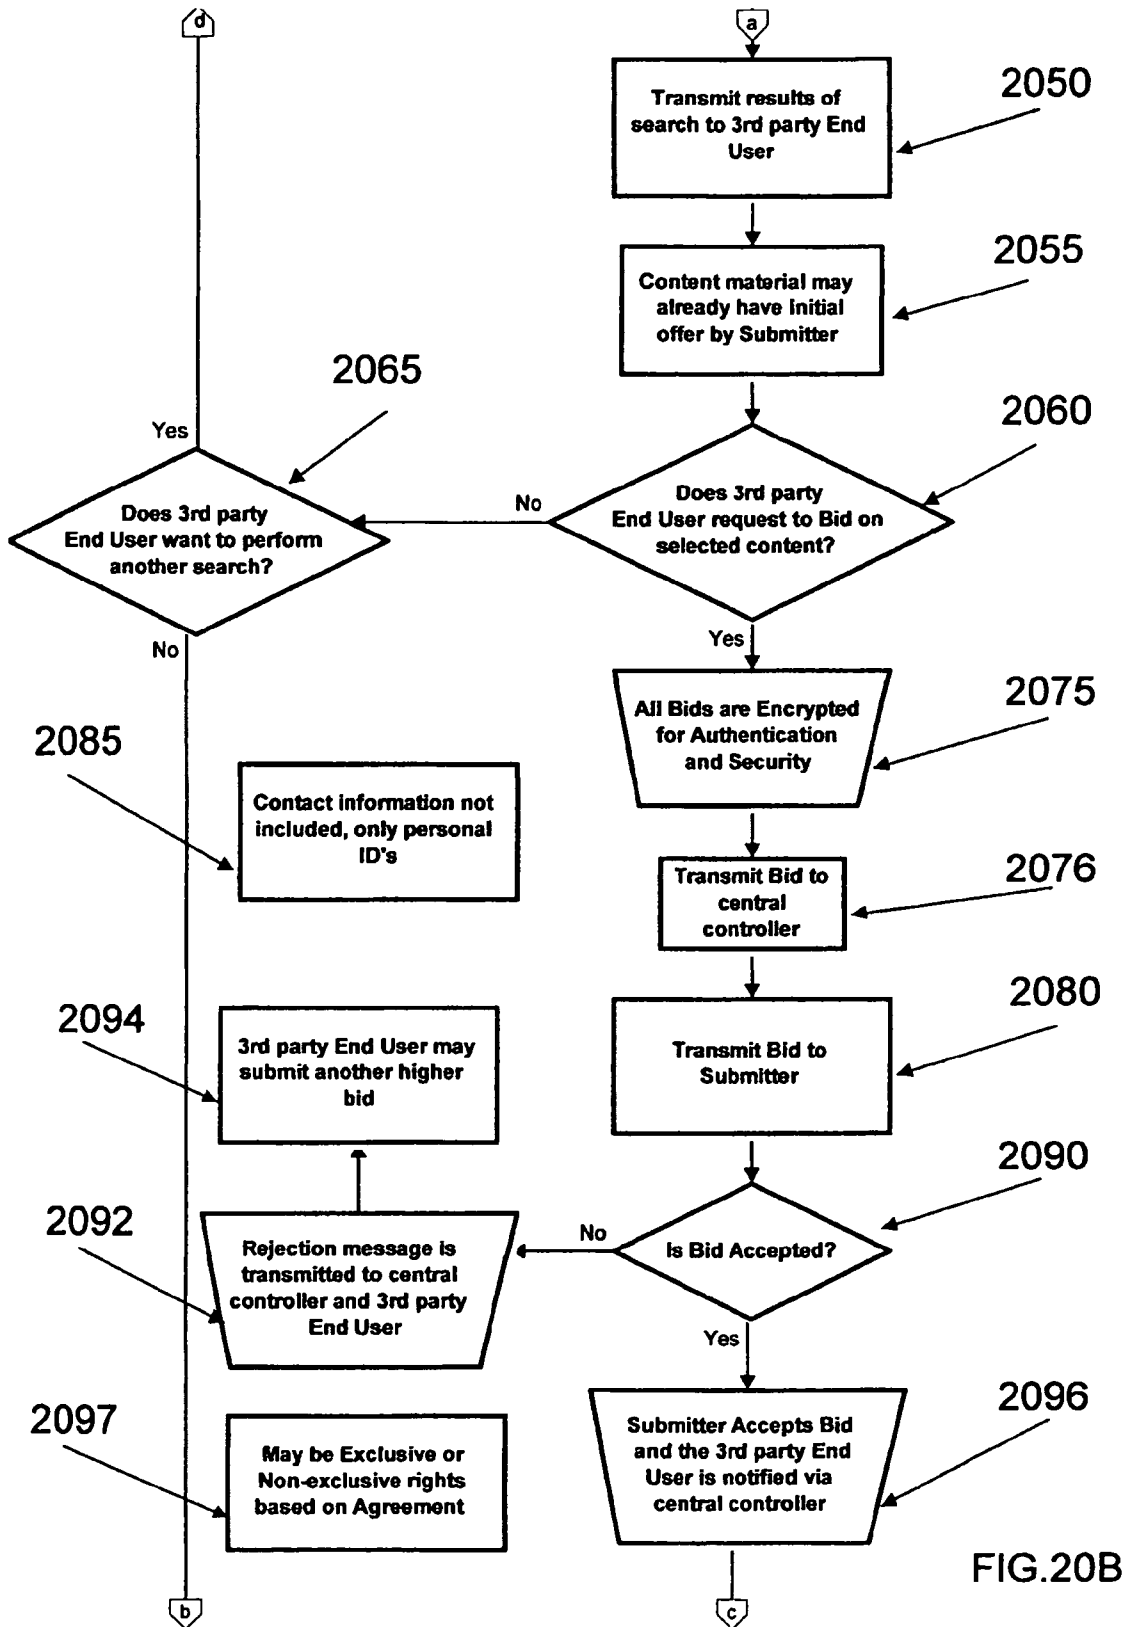 d
a
Transmit results of
search to 3rd party End
User
2050
Content material may
already have initial
offer by Submitter
2055
2065
2060
Yes
Does 3rd party
End User want to perform
another search?
No
Does 3rd party
End User request to Bid on
selected content?
No
Yes
2085
Contact information not
included, only personal
ID's
All Bids are Encrypted
for Authentication
and Security
2075
Transmit Bid to
central
controller
2076
2094
3rd party End User may
submit another higher
bid
Transmit Bid to
Submitter
2080
2092
Rejection message is
transmitted to central
controller and 3rd party
End User
No
Is Bid Accepted?
2090
Yes
2097
May be Exclusive or
Non-exclusive rights
based on Agreement
Submitter Accepts Bid
and the 3rd party End
User is notified via
central controller
2096
FIG.20B
b
c